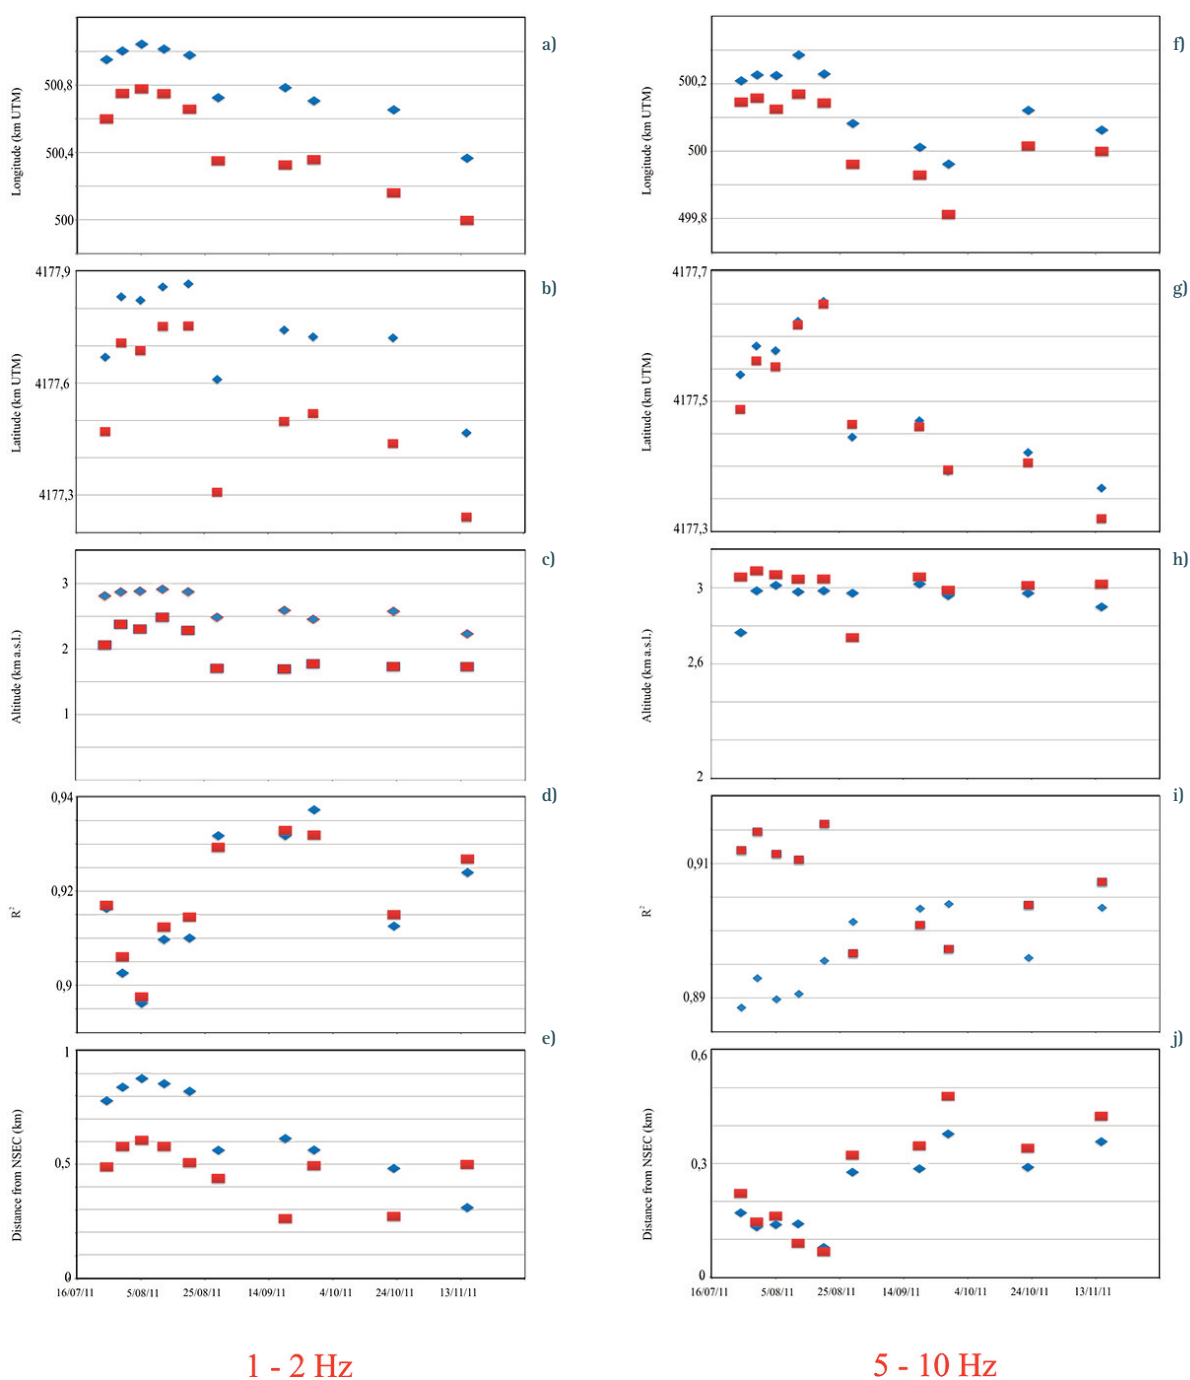 a)
500,8
500,4
500
Longitude (km UTM)
b)
4177,9
4177,6
4177,3
Latitude (km UTM)
c)
3
2
1
Altitude (km a.s.l.)
d)
0,94
0,92
0,9
R²
e)
1
0,5
0
Distance from NSEC (km)
16/07/11 5/08/11 25/08/11 14/09/11 4/10/11 24/10/11 13/11/11
1 - 2 Hz
f)
500,2
500
499,8
Longitude (km UTM)
g)
4177,7
4177,5
4177,3
Latitude (km UTM)
h)
3
2,6
2
Altitude (km a.s.l.)
i)
0,91
0,89
R²
j)
0,6
0,3
0
Distance from NSEC (km)
16/07/11 5/08/11 25/08/11 14/09/11 4/10/11 24/10/11 13/11/11
5 - 10 Hz